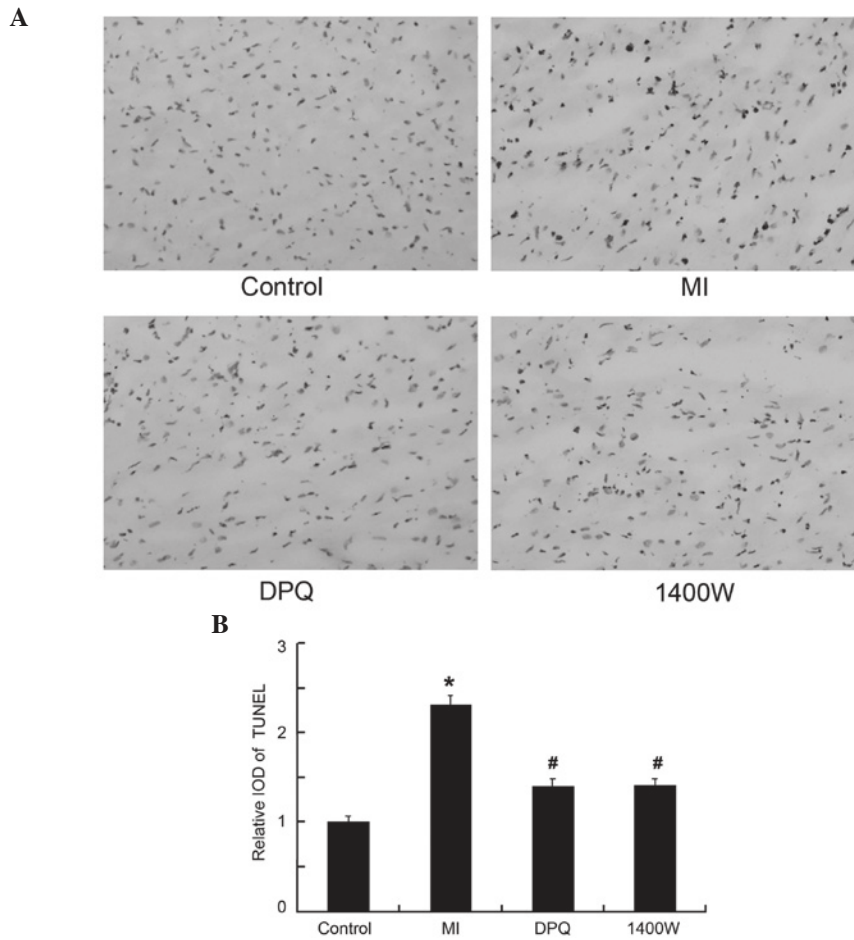 A
Control
MI
DPQ
1400W
B
Relative IOD of TUNEL
3
2
1
0
*
#
#
Control
MI
DPQ
1400W